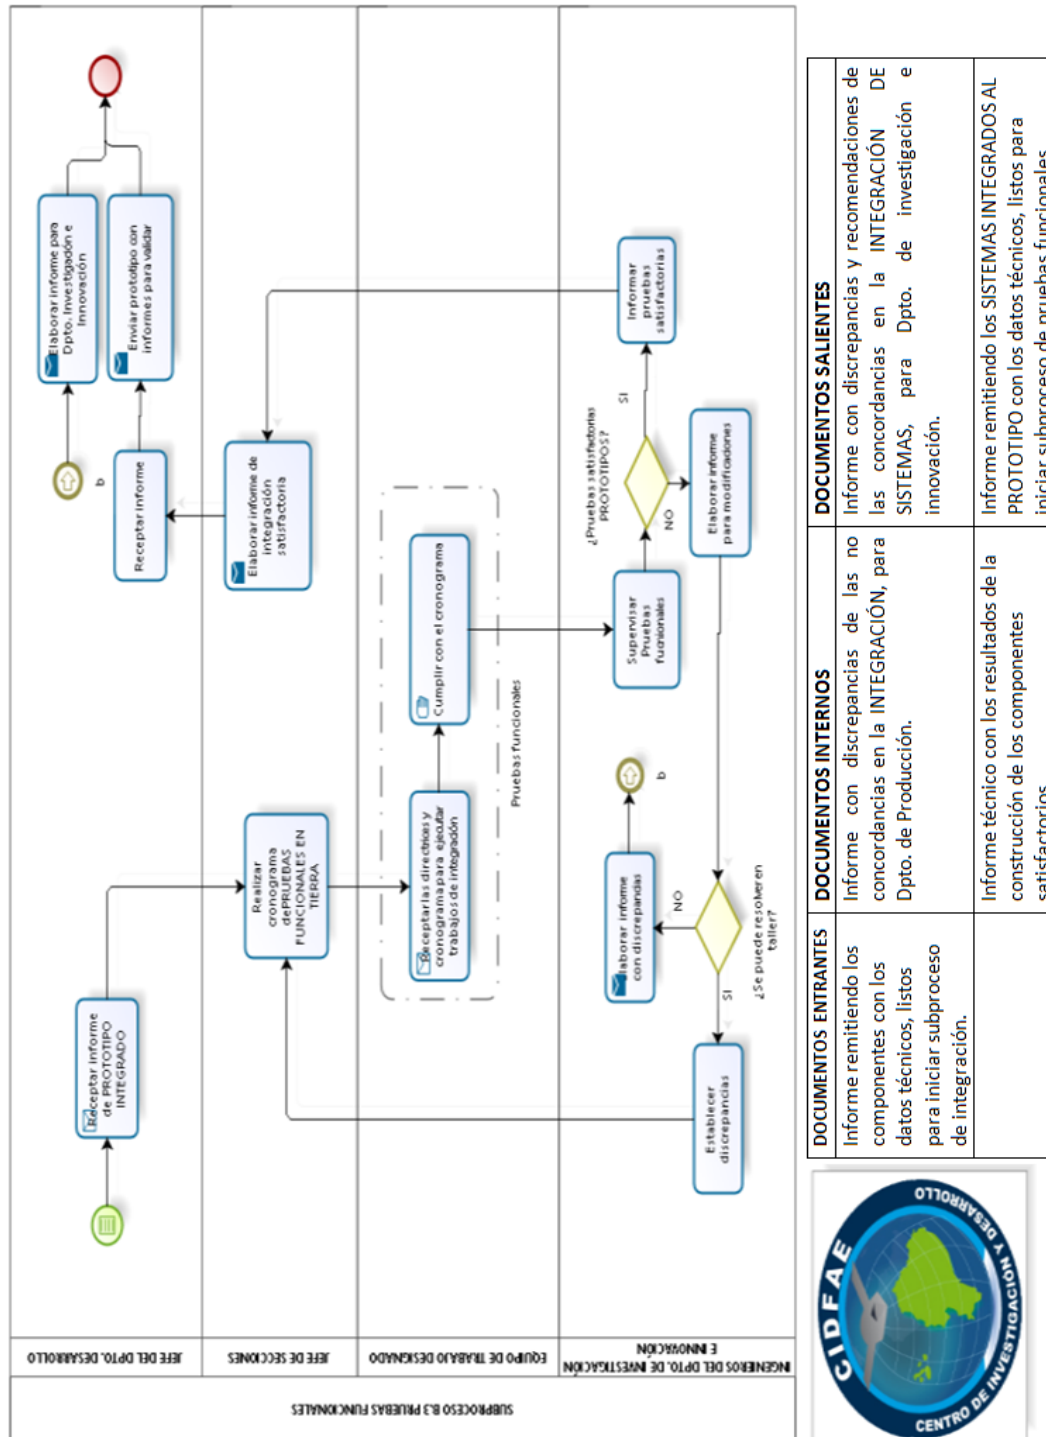 SUBPROCESO B.3 PRUEBAS FUNCIONALES
JEFE DEL DPTO. DESARROLLO
JEFE DE SECCIONES
EQUIPO DE TRABAJO DESIGNADO
INGENIEROS DEL DPTO. DE INVESTIGACIÓN
E INNOVACIÓN
Receptar informe
de PROTOTIPO
INTEGRADO
Realizar
cronograma
dePRUEBAS
FUNCIONALES EN
TIERRA
Receptar las directrices y
cronograma para ejecutar
trabajos de integración
Cumplir con el cronograma
Pruebas funcionales
Supervisar
Pruebas
fucnionales
¿Pruebas satisfactorias
PROTOTIPOS?
SI
NO
Informar
pruebas
satisfactorias
Elaborar informe
para modificaciones
¿Se puede resolver en
taller?
SI
NO
Elaborar informe
con discrepancias
b
Establecer
discrepancias
Elaborar informe de
integración
satisfactoria
Receptar informe
b
Elaborar informe para
Dpto. Investigación e
Innovación
Enviar prototipo con
informes para validar
CIDFAE
CENTRO DE INVESTIGACIÓN Y DESARROLLO
DOCUMENTOS ENTRANTES
Informe remitiendo los
componentes con los
datos técnicos, listos
para iniciar subproceso
de integración.
DOCUMENTOS INTERNOS
Informe con discrepancias de las no
concordancias en la INTEGRACIÓN, para
Dpto. de Producción.
Informe técnico con los resultados de la
construcción de los componentes
satisfactorios
DOCUMENTOS SALIENTES
Informe con discrepancias y recomendaciones de
las concordancias en la INTEGRACIÓN DE
SISTEMAS, para Dpto. de investigación e
innovación.
Informe remitiendo los SISTEMAS INTEGRADOS AL
PROTOTIPO con los datos técnicos, listos para
iniciar subproceso de pruebas funcionales